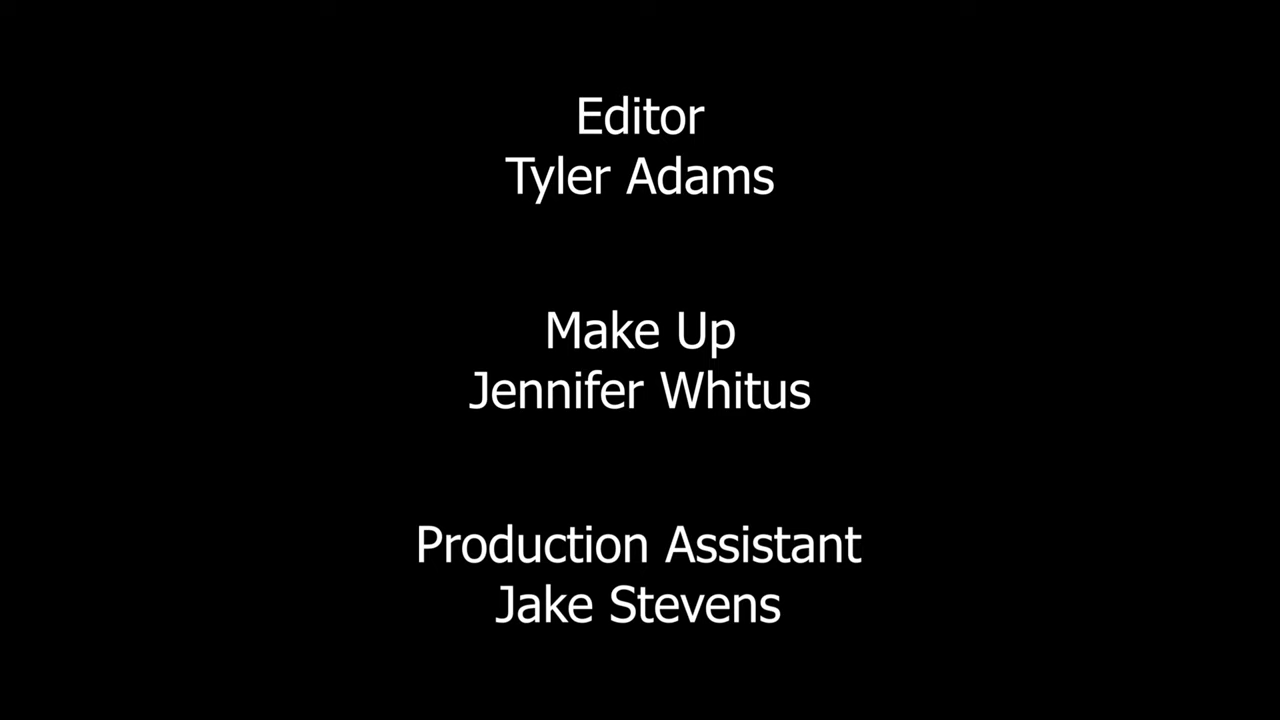 Editor
Tyler Adams
Make Up
Jennifer Whitus
Production Assistant
Jake Stevens